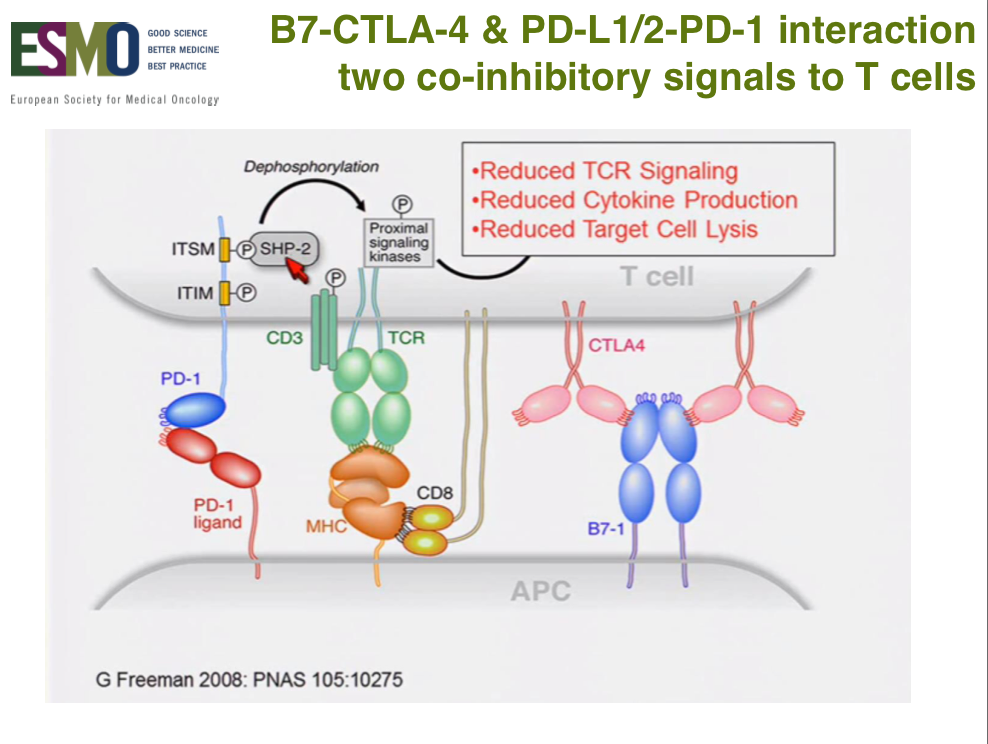 ESMO
GOOD SCIENCE
BETTER MEDICINE
BEST PRACTICE
European Society for Medical Oncology
B7-CTLA-4 & PD-L1/2-PD-1 interaction
two co-inhibitory signals to T cells
Dephosphorylation
•Reduced TCR Signaling
•Reduced Cytokine Production
•Reduced Target Cell Lysis
P
Proximal
signaling
kinases
ITSM
P
SHP-2
ITIM
P
P
T cell
CD3
TCR
CTLA4
PD-1
PD-1
ligand
MHC
CD8
B7-1
APC
G Freeman 2008: PNAS 105:10275